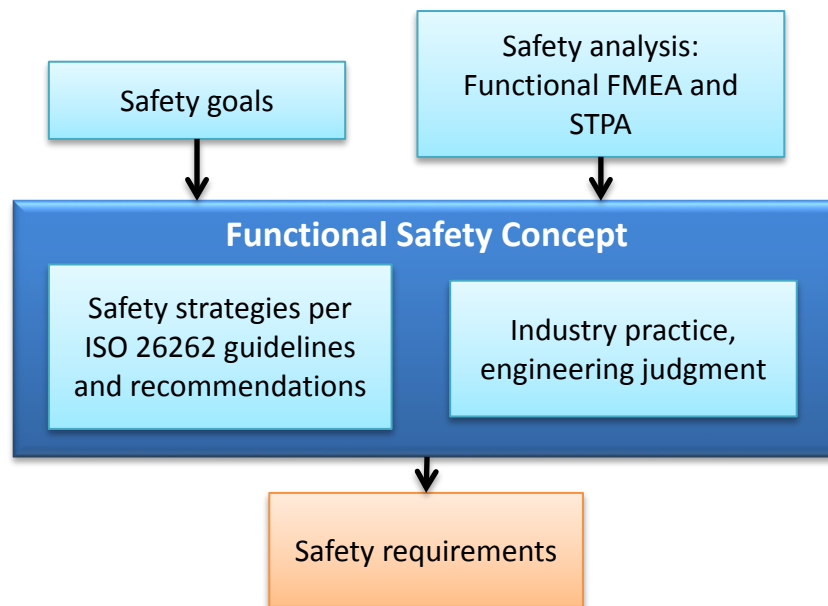 Safety goals
Safety analysis:
Functional FMEA and
STPA
Functional Safety Concept
Safety strategies per
ISO 26262 guidelines
and recommendations
Industry practice,
engineering judgment
Safety requirements